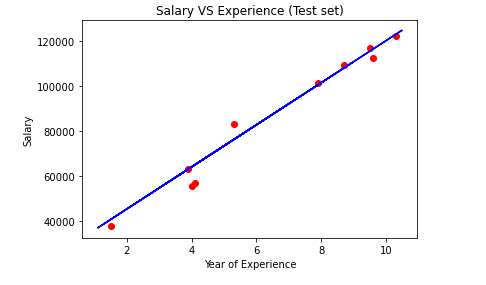 Salary VS Experience (Test set)
120000
100000
80000
60000
40000
Salary
2 4 6 8 10
Year of Experience